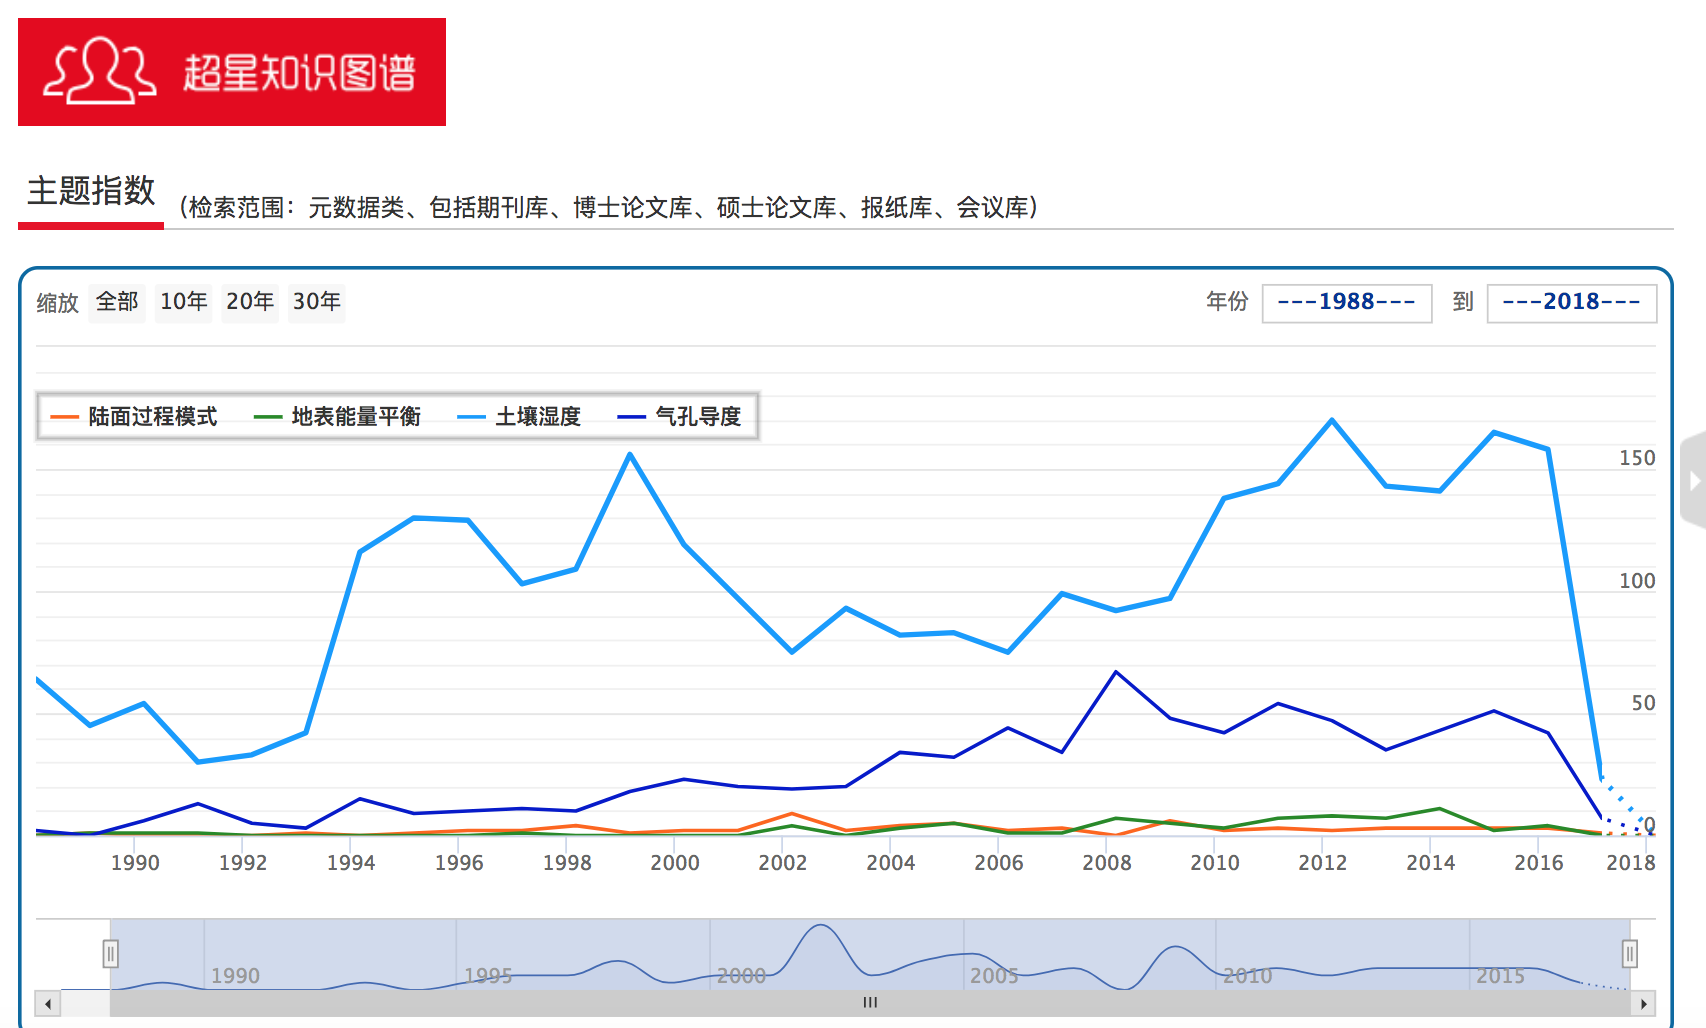 超星知识图谱
主题指数 (检索范围：元数据类、包括期刊库、博士论文库、硕士论文库、报纸库、会议库)
缩放 全部 10年 20年 30年 年份 ---1988--- 到 ---2018---
陆面过程模式 地表能量平衡 土壤湿度 气孔导度
150
100
50
0
1990 1992 1994 1996 1998 2000 2002 2004 2006 2008 2010 2012 2014 2016 2018
1990 1995 2000 2005 2010 2015